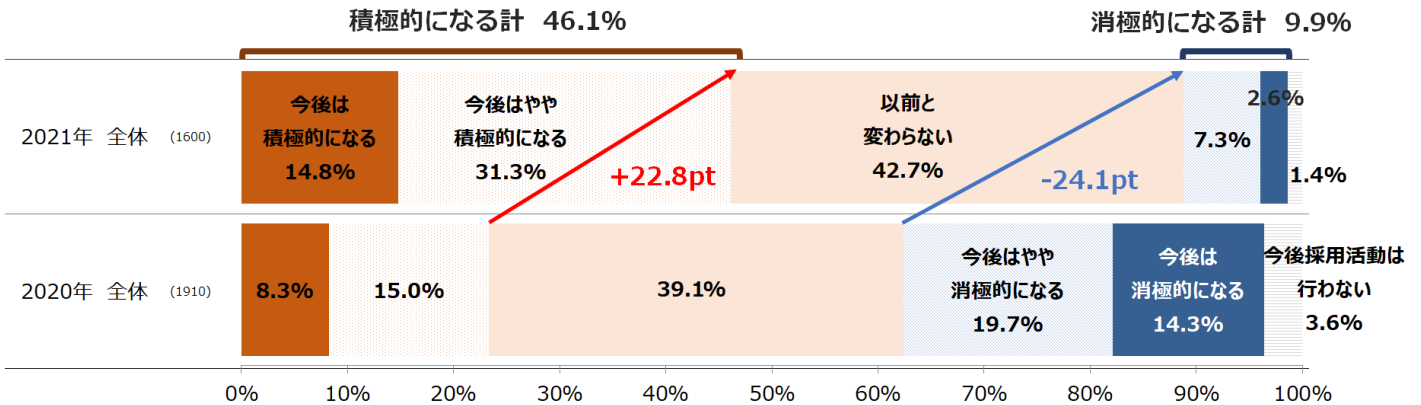 積極的になる計 46.1%
消極的になる計 9.9%
2021年 全体 (1600)
今後は
積極的になる
14.8%
今後はやや
積極的になる
31.3%
+22.8pt
以前と
変わらない
42.7%
-24.1pt
7.3%
2.6%
1.4%
2020年 全体 (1910)
8.3%
15.0%
39.1%
今後はやや
消極的になる
19.7%
今後は
消極的になる
14.3%
今後採用活動は
行わない
3.6%
0% 10% 20% 30% 40% 50% 60% 70% 80% 90% 100%